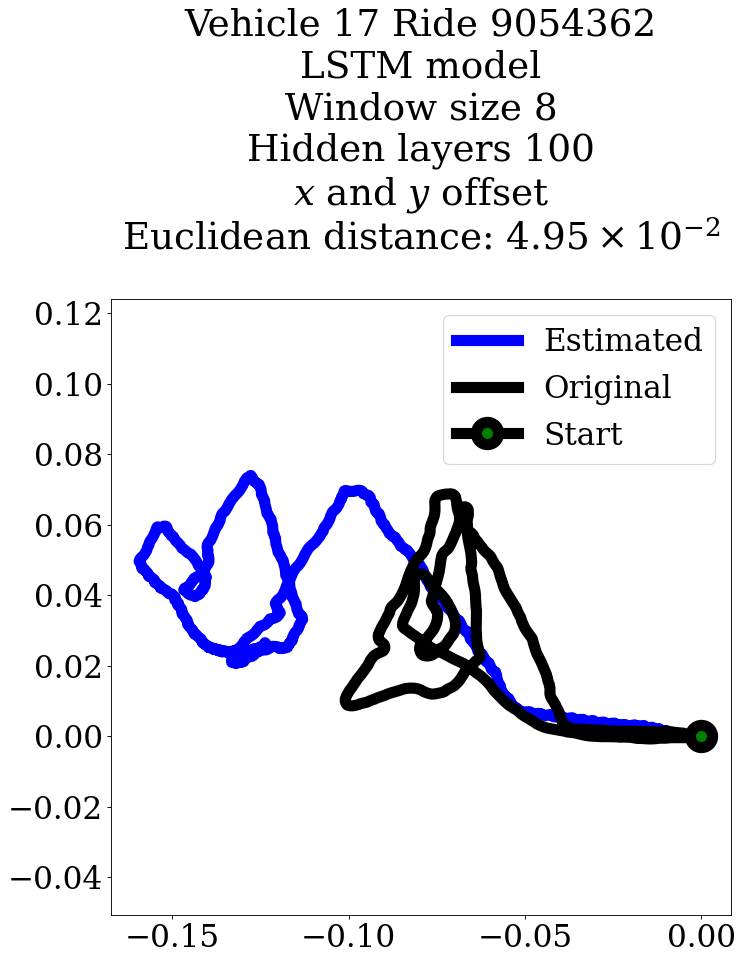 Vehicle 17 Ride 9054362
LSTM model
Window size 8
Hidden layers 100
x and y offset
Euclidean distance: 4.95 × 10⁻²
0.12
0.10
0.08
0.06
0.04
0.02
0.00
−0.02
−0.04
Estimated
Original
Start
−0.15 −0.10 −0.05 0.00